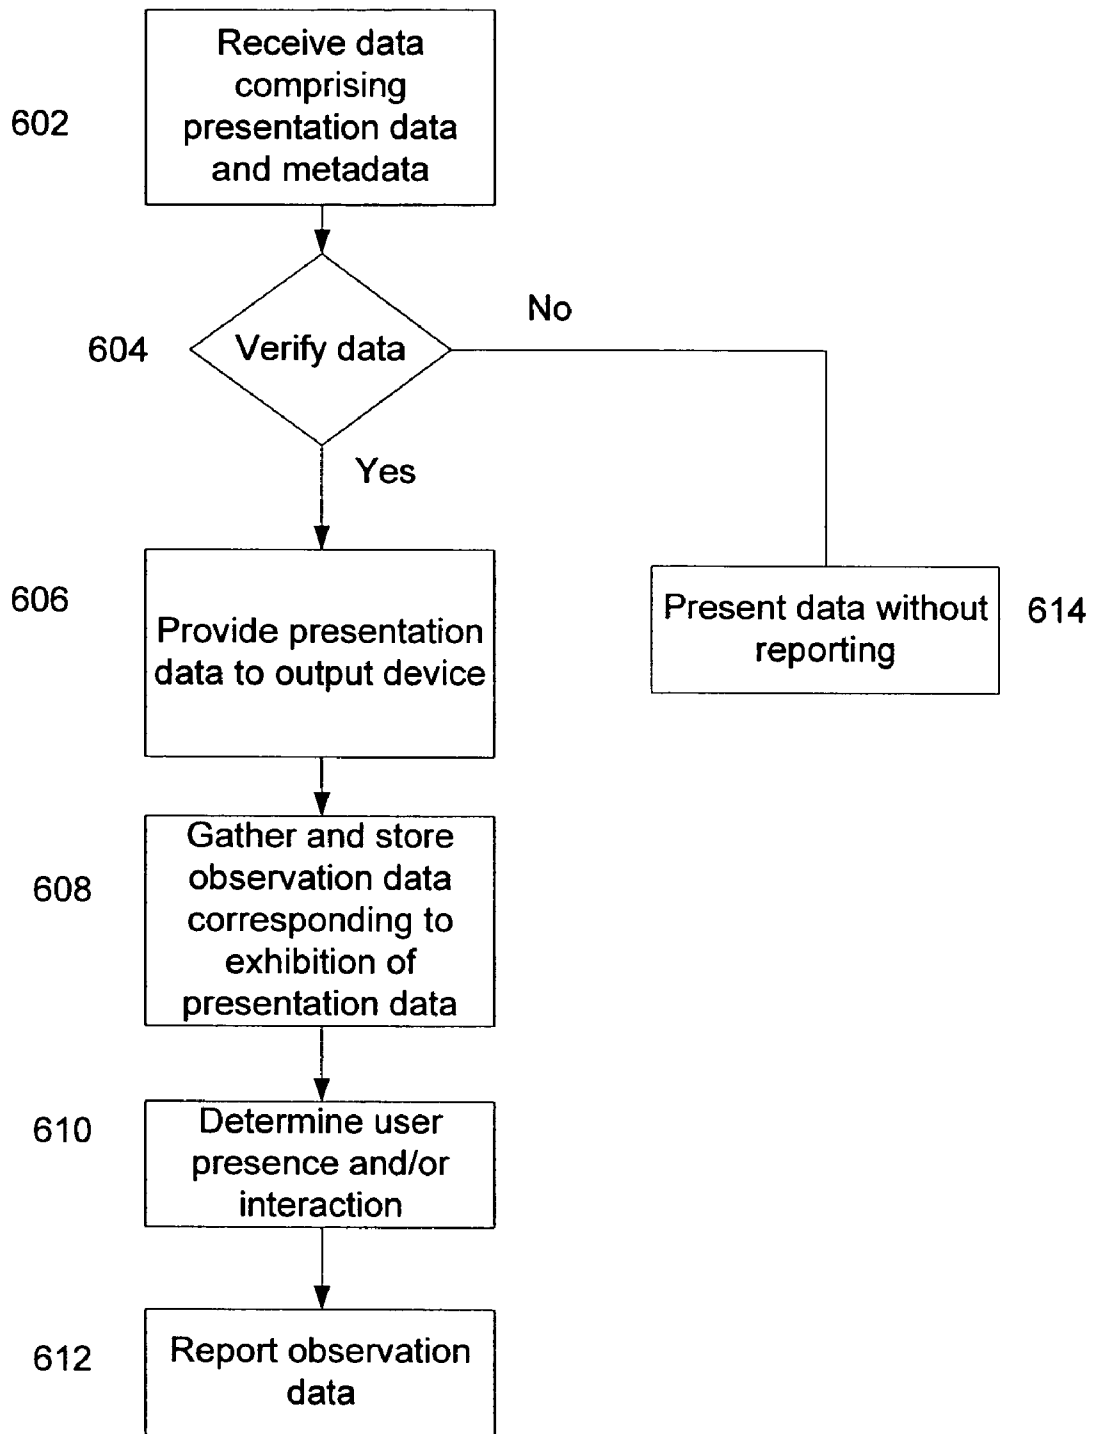 602
Receive data
comprising
presentation data
and metadata
604
Verify data
No
Yes
606
Provide presentation
data to output device
Present data without
reporting
614
608
Gather and store
observation data
corresponding to
exhibition of
presentation data
610
Determine user
presence and/or
interaction
612
Report observation
data